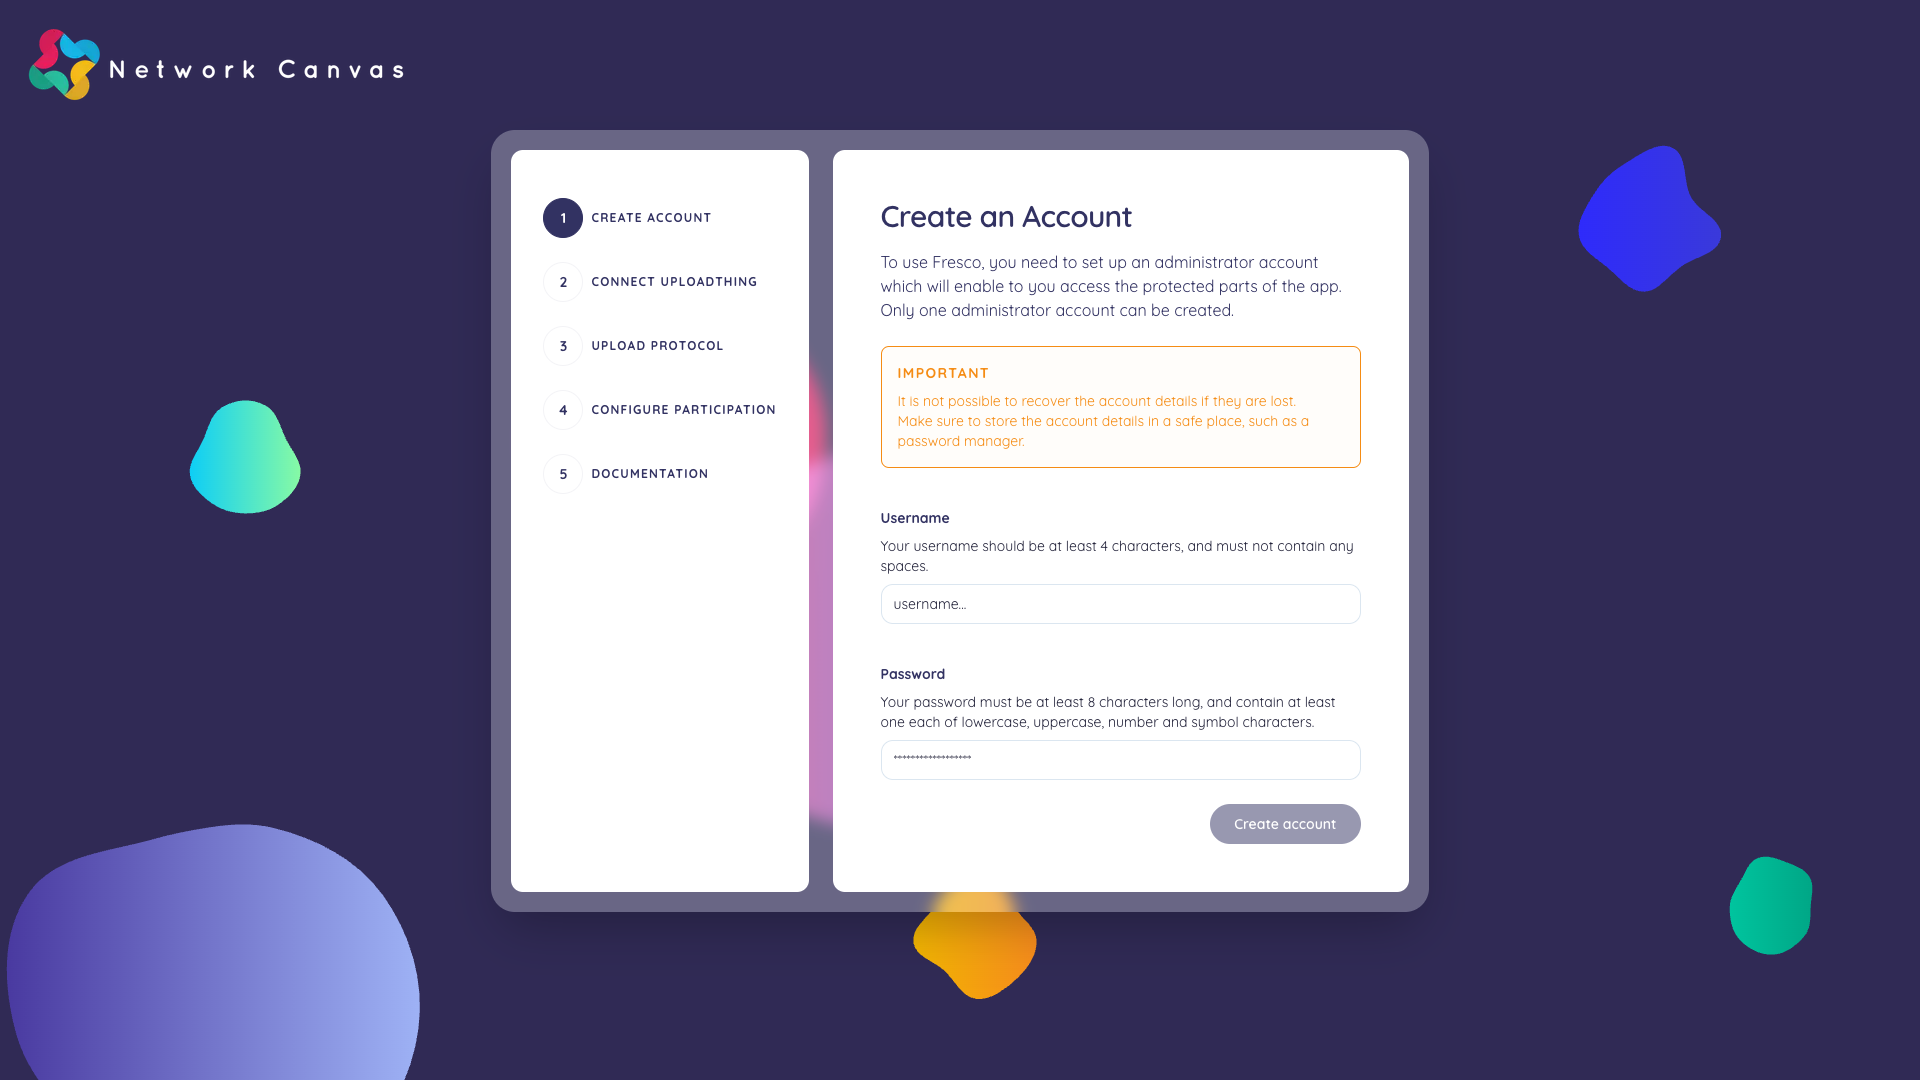 Network Canvas
1 CREATE ACCOUNT
2 CONNECT UPLOADTHING
3 UPLOAD PROTOCOL
4 CONFIGURE PARTICIPATION
5 DOCUMENTATION
Create an Account
To use Fresco, you need to set up an administrator account
which will enable to you access the protected parts of the app.
Only one administrator account can be created.
IMPORTANT
It is not possible to recover the account details if they are lost.
Make sure to store the account details in a safe place, such as a
password manager.
Username
Your username should be at least 4 characters, and must not contain any
spaces.
username...
Password
Your password must be at least 8 characters long, and contain at least
one each of lowercase, uppercase, number and symbol characters.
******************
Create account